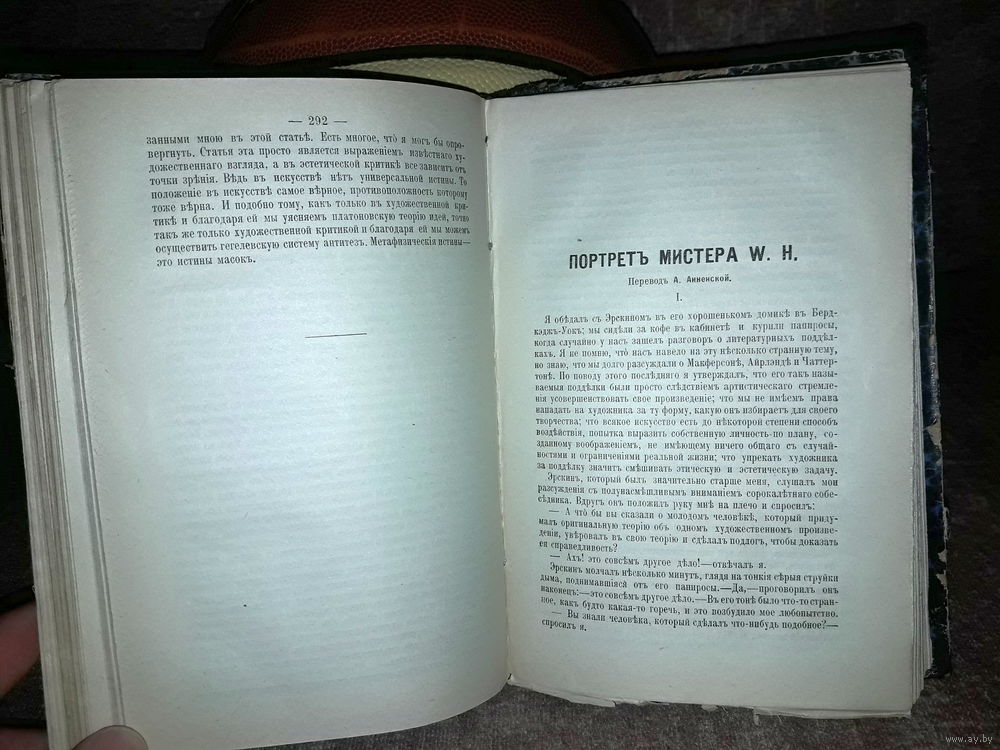 — 292 —
занными мною въ этой статьѣ. Есть многое, что̀ я могъ бы опро-
вергнуть. Статья эта просто является выраженіемъ извѣстнаго ху-
дожественнаго взгляда, а въ эстетической критикѣ все зависитъ отъ
точки зрѣнія. Вѣдь въ искусствѣ нѣтъ универсальной истины. То
положеніе въ искусствѣ самое вѣрное, противоположность которому
тоже вѣрна. И подобно тому, какъ только въ художественной кри-
тикѣ и благодаря ей мы уясняемъ платоновскую теорію идей, точно
такъ же только художественной критикой и благодаря ей мы можемъ
осуществить гегелевскую систему антитезъ. Метафизическія истины—
это истины масокъ.
ПОРТРЕТЪ МИСТЕРА W. H.
Переводъ А. Анненской.
I.
Я обѣдалъ съ Эрскиномъ въ его хорошенькомъ домикѣ въ Берд-
кэджъ-Уокъ; мы сидѣли за кофе въ кабинетѣ и курили папиросы,
когда случайно у насъ зашелъ разговоръ о литературныхъ поддѣл-
кахъ. Я не помню, что̀ насъ навело на эту нѣсколько странную тему,
но знаю, что мы долго разсуждали о Макферсонѣ, Айрлэндѣ и Чаттер-
тонѣ. По поводу этого послѣдняго я утверждалъ, что его такъ назы-
ваемыя поддѣлки были просто слѣдствіемъ артистическаго стремле-
нія усовершенствовать свое произведеніе; что мы не имѣемъ права
нападать на художника за ту форму, какую онъ избираетъ для своего
творчества; что всякое искусство есть до нѣкоторой степени способъ
воздѣйствія, попытка выразить собственную личность по плану, со-
зданному воображеніемъ, не имѣющему ничего общаго съ случай-
ностями и ограниченіями реальной жизни; что упрекать художника
за поддѣлку значитъ смѣшивать этическую и эстетическую задачу.
Эрскинъ, который былъ значительно старше меня, слушалъ мои
разсужденія съ полунасмѣшливымъ вниманіемъ сорокалѣтняго собе-
сѣдника. Вдругъ онъ положилъ руку мнѣ на плечо и спросилъ:
— А что̀ бы вы сказали о молодомъ человѣкѣ, который приду-
малъ оригинальную теорію объ одномъ художественномъ произве-
деніи, увѣровалъ въ свою теорію и сдѣлалъ подлогъ, чтобы доказать
ея справедливость?
— Ахъ! это совсѣмъ другое дѣло!—отвѣчалъ я.
Эрскинъ молчалъ нѣсколько минутъ, глядя на тонкія сѣрыя струйки
дыма, поднимавшіяся отъ его папиросы.—Да,—проговорилъ онъ
наконецъ:—это совсѣмъ другое дѣло.—Въ его тонѣ было что-то стран-
ное, какъ будто какая-то горечь, и это возбудило мое любопытство.
— Вы знали человѣка, который сдѣлалъ что-нибудь подобное?—
спросилъ я.
www.ay.by